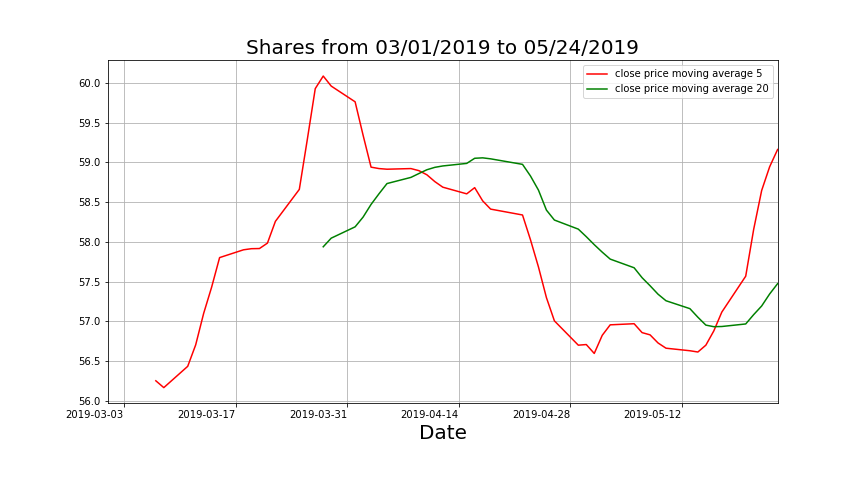 Shares from 03/01/2019 to 05/24/2019
close price moving average 5
close price moving average 20
60.0
59.5
59.0
58.5
58.0
57.5
57.0
56.5
56.0
2019-03-03 2019-03-17 2019-03-31 2019-04-14 2019-04-28 2019-05-12
Date